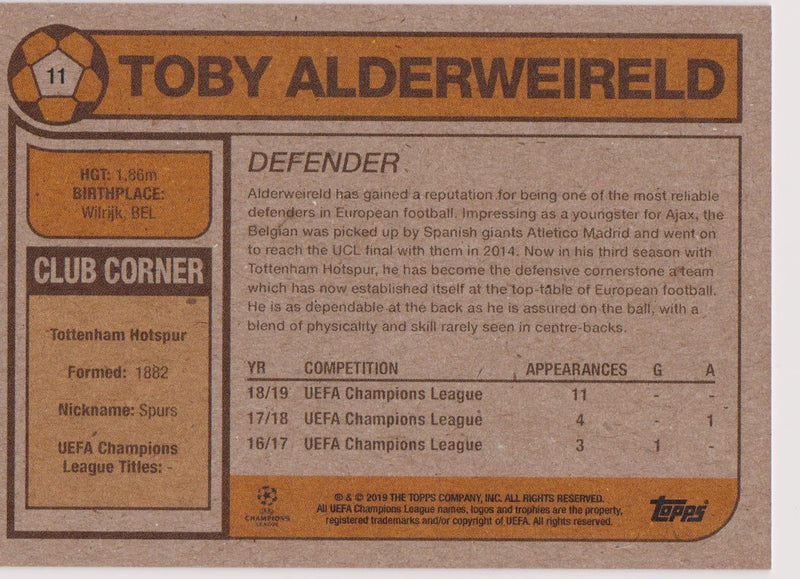 11
TOBY ALDERWEIRELD
HGT: 1.86m
BIRTHPLACE:
Wilrijk, BEL
CLUB CORNER
Tottenham Hotspur
Formed: 1882
Nickname: Spurs
UEFA Champions
League Titles: -
DEFENDER
Alderweireld has gained a reputation for being one of the most reliable
defenders in European football. Impressing as a youngster for Ajax, the
Belgian was picked up by Spanish giants Atletico Madrid and went on
to reach the UCL final with them in 2014. Now in his third season with
Tottenham Hotspur, he has become the defensive cornerstone a team
which has now established itself at the top-table of European football.
He is as dependable at the back as he is assured on the ball, with a
blend of physicality and skill rarely seen in centre-backs.
YR COMPETITION APPEARANCES G A
18/19 UEFA Champions League 11 - -
17/18 UEFA Champions League 4 - 1
16/17 UEFA Champions League 3 1 -
UEFA
CHAMPIONS
LEAGUE
® & © 2019 THE TOPPS COMPANY, INC. ALL RIGHTS RESERVED.
All UEFA Champions League names, logos and trophies are the property,
registered trademarks and/or copyright of UEFA. All rights reserved.
topps®